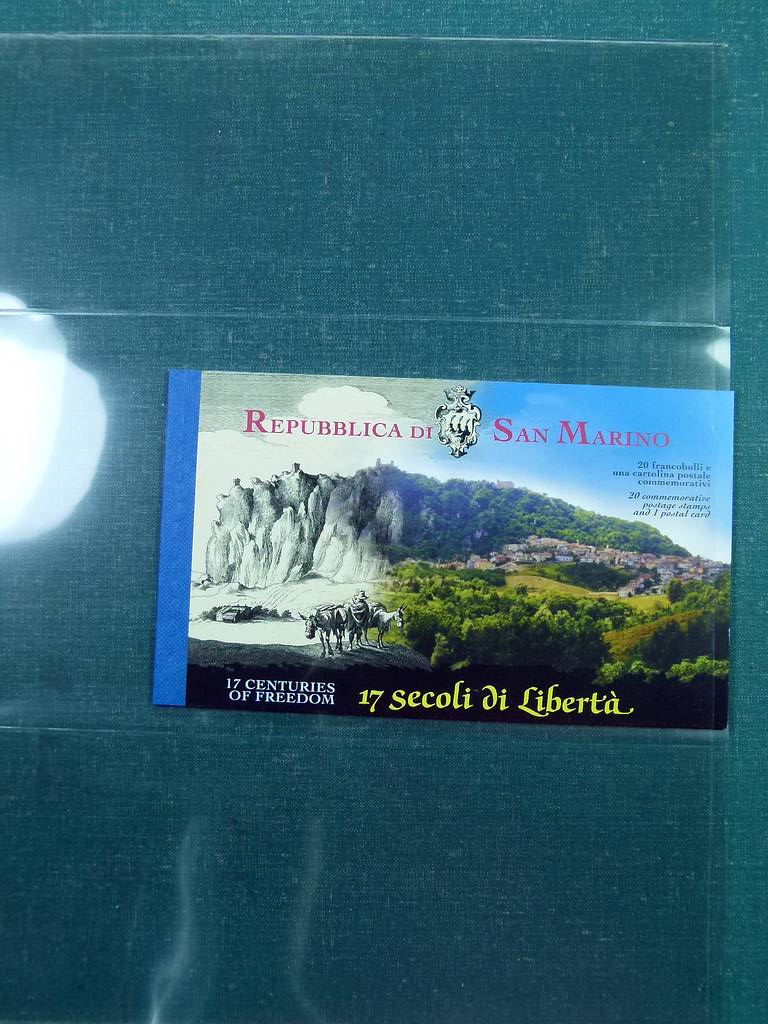 REPUBBLICA DI SAN MARINO
20 francobolli e
una cartolina postale
commemorativi
20 commemorative
postage stamps
and 1 postal card
17 CENTURIES
OF FREEDOM
17 secoli di Libertà